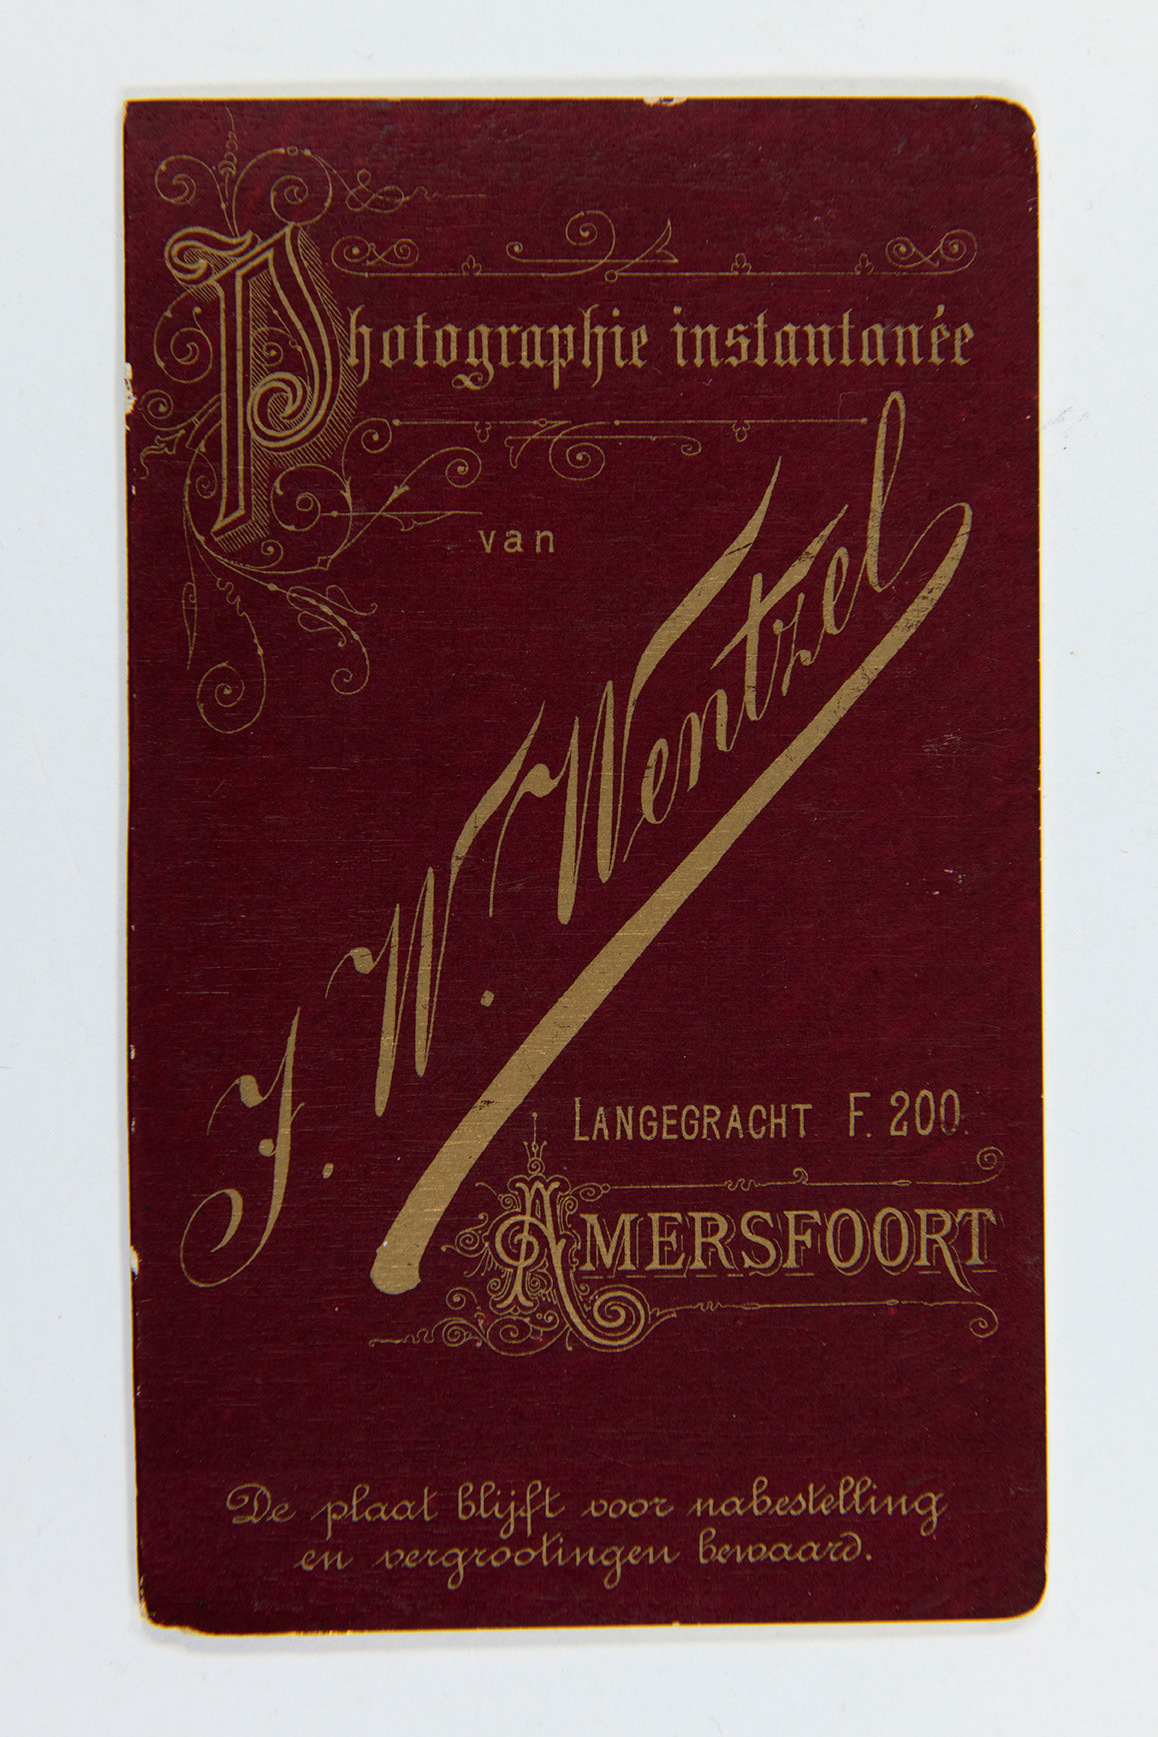 Photographie instantanée
van
J. W. Wentzel
LANGEGRACHT F. 200.
AMERSFOORT
De plaat blijft voor nabestelling
en vergrootingen bewaard.